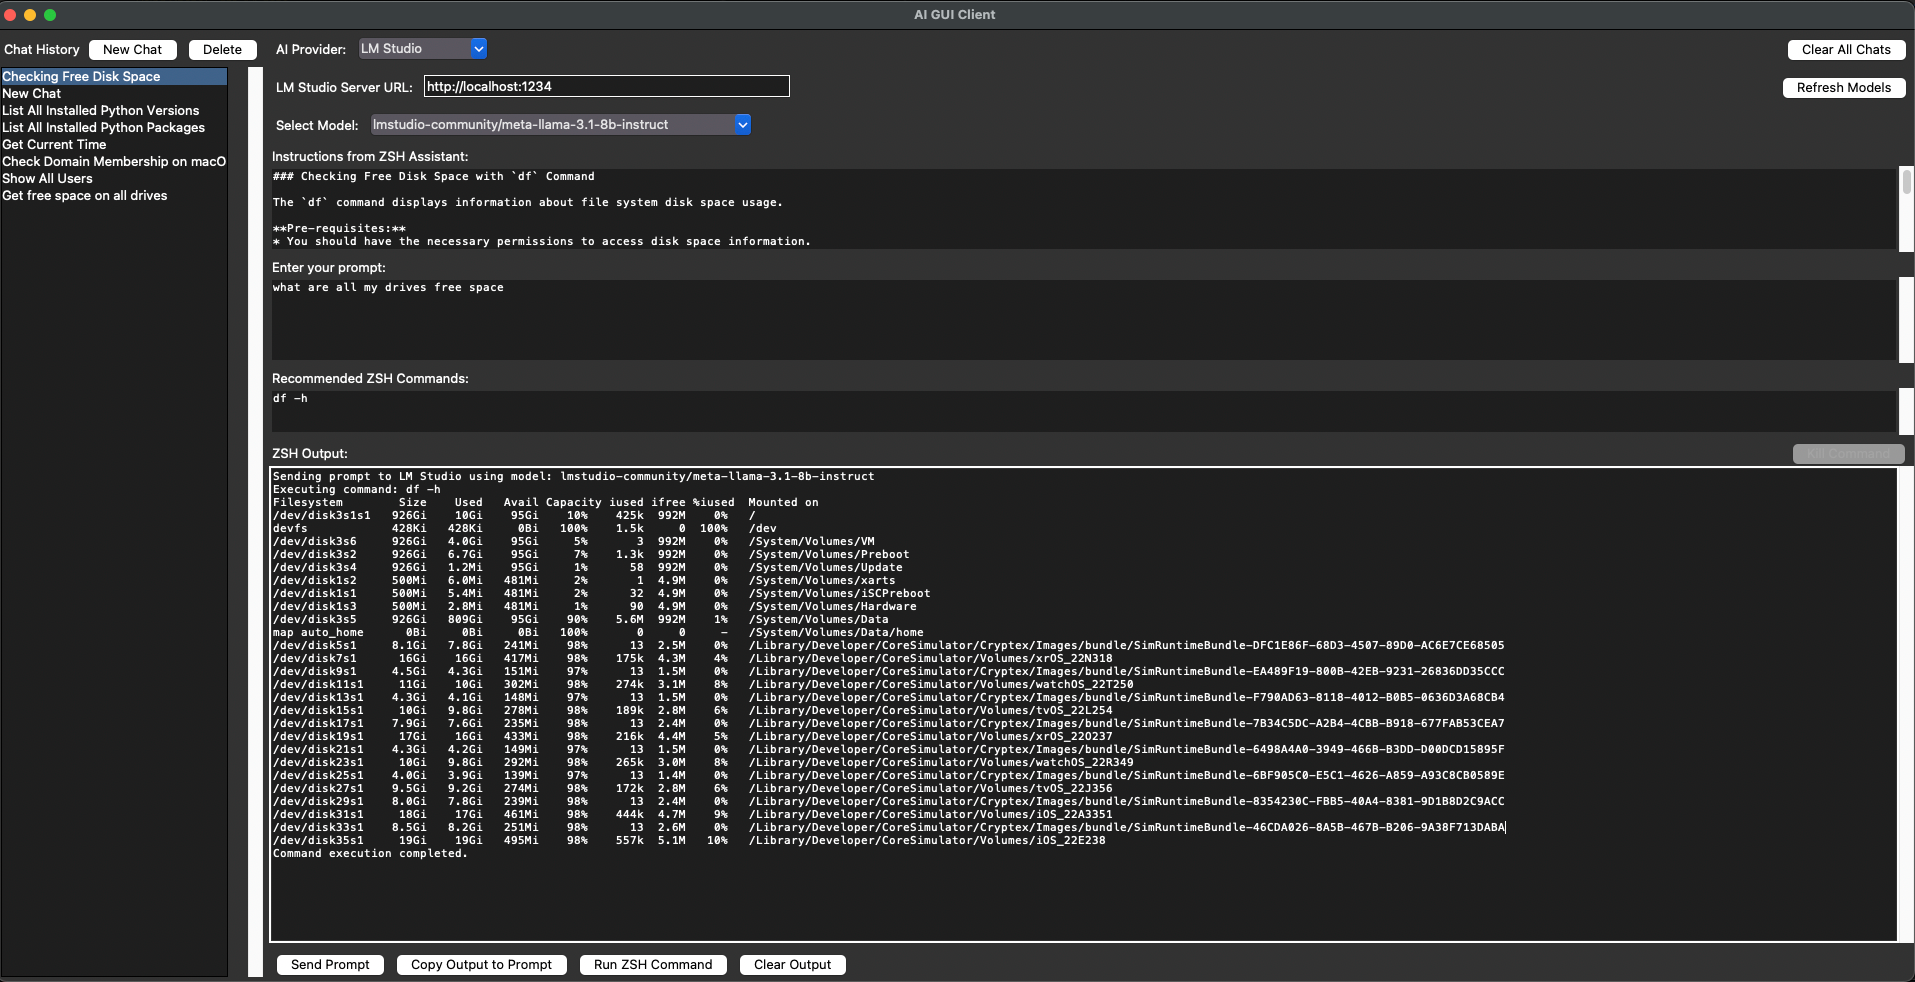 AI GUI Client
Chat History
New Chat
Delete
AI Provider:
LM Studio
Clear All Chats
Checking Free Disk Space
New Chat
List All Installed Python Versions
List All Installed Python Packages
Get Current Time
Check Domain Membership on macO
Show All Users
Get free space on all drives
LM Studio Server URL:
http://localhost:1234
Refresh Models
Select Model:
lmstudio-community/meta-llama-3.1-8b-instruct
Instructions from ZSH Assistant:
### Checking Free Disk Space with `df` Command
The `df` command displays information about file system disk space usage.
**Pre-requisites:**
* You should have the necessary permissions to access disk space information.
Enter your prompt:
what are all my drives free space
Recommended ZSH Commands:
df -h
ZSH Output:
Kill Command
Sending prompt to LM Studio using model: lmstudio-community/meta-llama-3.1-8b-instruct
Executing command: df -h
Filesystem Size Used Avail Capacity iused ifree %iused Mounted on
/dev/disk3s1s1 926Gi 10Gi 95Gi 10% 425k 992M 0% /
devfs 428Ki 428Ki 0Bi 100% 1.5k 0 100% /dev
/dev/disk3s6 926Gi 4.0Gi 95Gi 5% 3 992M 0% /System/Volumes/VM
/dev/disk3s2 926Gi 6.7Gi 95Gi 7% 1.3k 992M 0% /System/Volumes/Preboot
/dev/disk3s4 926Gi 1.2Mi 95Gi 1% 58 992M 0% /System/Volumes/Update
/dev/disk1s2 500Mi 6.0Mi 481Mi 2% 1 4.9M 0% /System/Volumes/xarts
/dev/disk1s1 500Mi 5.4Mi 481Mi 2% 32 4.9M 0% /System/Volumes/iSCPreboot
/dev/disk1s3 500Mi 2.8Mi 481Mi 1% 90 4.9M 0% /System/Volumes/Hardware
/dev/disk3s5 926Gi 809Gi 95Gi 90% 5.6M 992M 1% /System/Volumes/Data
map auto_home 0Bi 0Bi 0Bi 100% 0 0 - /System/Volumes/Data/home
/dev/disk5s1 8.1Gi 7.8Gi 241Mi 98% 13 2.5M 0% /Library/Developer/CoreSimulator/Cryptex/Images/bundle/SimRuntimeBundle-DFC1E86F-68D3-4507-89D0-AC6E7CE68505
/dev/disk7s1 16Gi 16Gi 417Mi 98% 175k 4.3M 4% /Library/Developer/CoreSimulator/Volumes/xrOS_22N318
/dev/disk9s1 4.5Gi 4.3Gi 151Mi 97% 13 1.5M 0% /Library/Developer/CoreSimulator/Cryptex/Images/bundle/SimRuntimeBundle-EA489F19-800B-42EB-9231-26836DD35CCC
/dev/disk11s1 11Gi 10Gi 302Mi 98% 274k 3.1M 8% /Library/Developer/CoreSimulator/Volumes/watchOS_22T250
/dev/disk13s1 4.3Gi 4.1Gi 148Mi 97% 13 1.5M 0% /Library/Developer/CoreSimulator/Cryptex/Images/bundle/SimRuntimeBundle-F790AD63-8118-4012-B0B5-0636D3A68CB4
/dev/disk15s1 10Gi 9.8Gi 278Mi 98% 189k 2.8M 6% /Library/Developer/CoreSimulator/Volumes/tvOS_22L254
/dev/disk17s1 7.9Gi 7.6Gi 235Mi 98% 13 2.4M 0% /Library/Developer/CoreSimulator/Cryptex/Images/bundle/SimRuntimeBundle-7B34C5DC-A2B4-4CBB-B918-677FAB53CEA7
/dev/disk19s1 17Gi 16Gi 433Mi 98% 216k 4.4M 5% /Library/Developer/CoreSimulator/Volumes/xrOS_22O237
/dev/disk21s1 4.3Gi 4.2Gi 149Mi 97% 13 1.5M 0% /Library/Developer/CoreSimulator/Cryptex/Images/bundle/SimRuntimeBundle-6498A4A0-3949-466B-B3DD-D00DCD15895F
/dev/disk23s1 10Gi 9.8Gi 292Mi 98% 265k 3.0M 8% /Library/Developer/CoreSimulator/Volumes/watchOS_22R349
/dev/disk25s1 4.0Gi 3.9Gi 139Mi 97% 13 1.4M 0% /Library/Developer/CoreSimulator/Cryptex/Images/bundle/SimRuntimeBundle-6BF905C0-E5C1-4626-A859-A93C8CB0589E
/dev/disk27s1 9.5Gi 9.2Gi 274Mi 98% 172k 2.8M 6% /Library/Developer/CoreSimulator/Volumes/tvOS_22J356
/dev/disk29s1 8.0Gi 7.8Gi 239Mi 98% 13 2.4M 0% /Library/Developer/CoreSimulator/Cryptex/Images/bundle/SimRuntimeBundle-8354230C-FBB5-40A4-8381-9D1B8D2C9ACC
/dev/disk31s1 18Gi 17Gi 461Mi 98% 444k 4.7M 9% /Library/Developer/CoreSimulator/Volumes/iOS_22A3351
/dev/disk33s1 8.5Gi 8.2Gi 251Mi 98% 13 2.6M 0% /Library/Developer/CoreSimulator/Cryptex/Images/bundle/SimRuntimeBundle-46CDA026-8A5B-467B-B206-9A38F713DABA
/dev/disk35s1 19Gi 19Gi 495Mi 98% 557k 5.1M 10% /Library/Developer/CoreSimulator/Volumes/iOS_22E238
Command execution completed.
Send Prompt
Copy Output to Prompt
Run ZSH Command
Clear Output